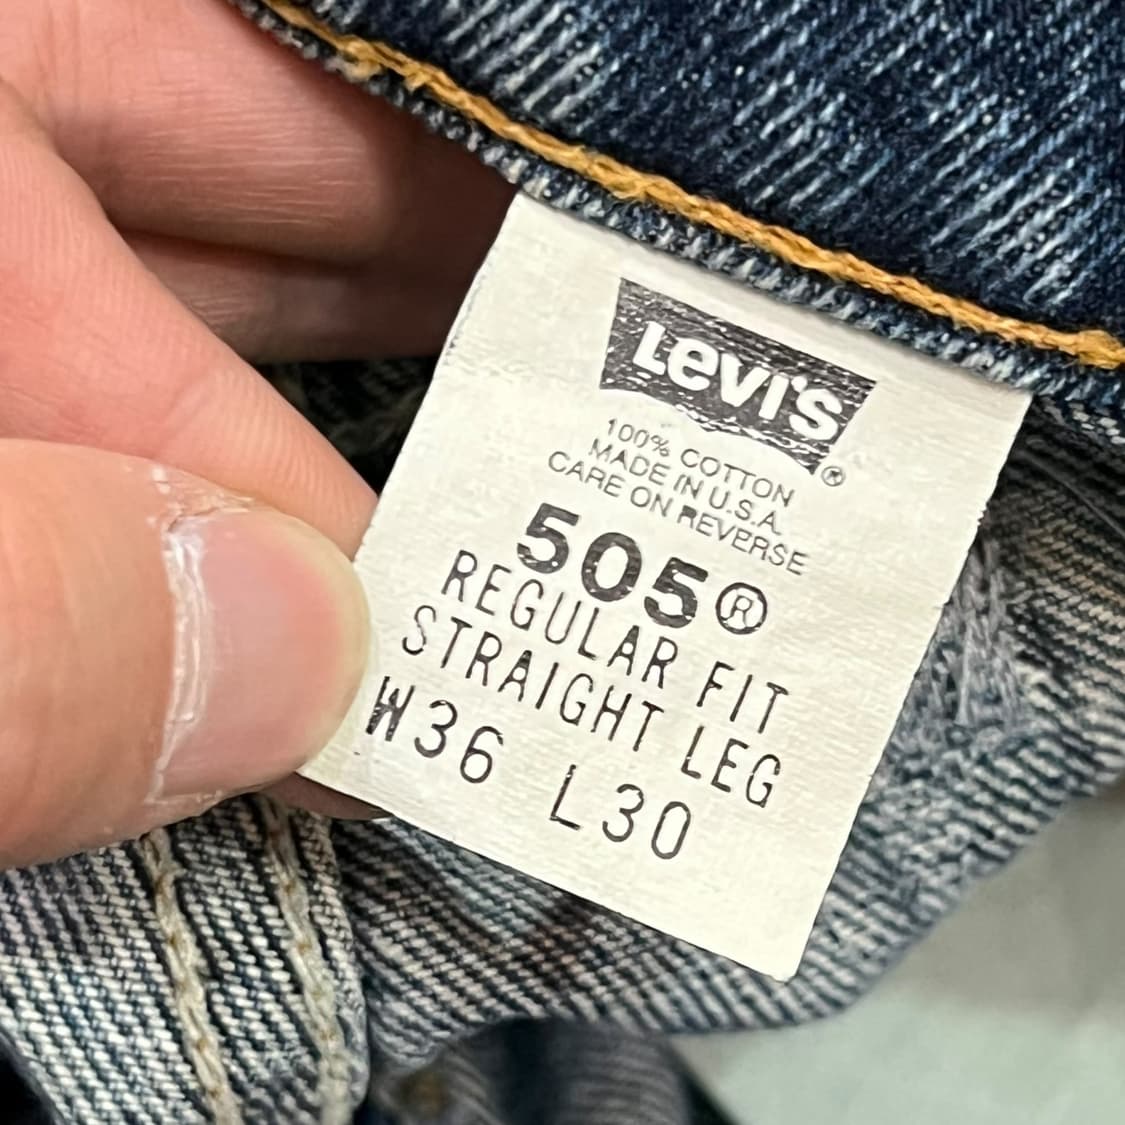 Levi's®
100% COTTON
MADE IN U.S.A.
CARE ON REVERSE
505®
REGULAR FIT
STRAIGHT LEG
W36 L30